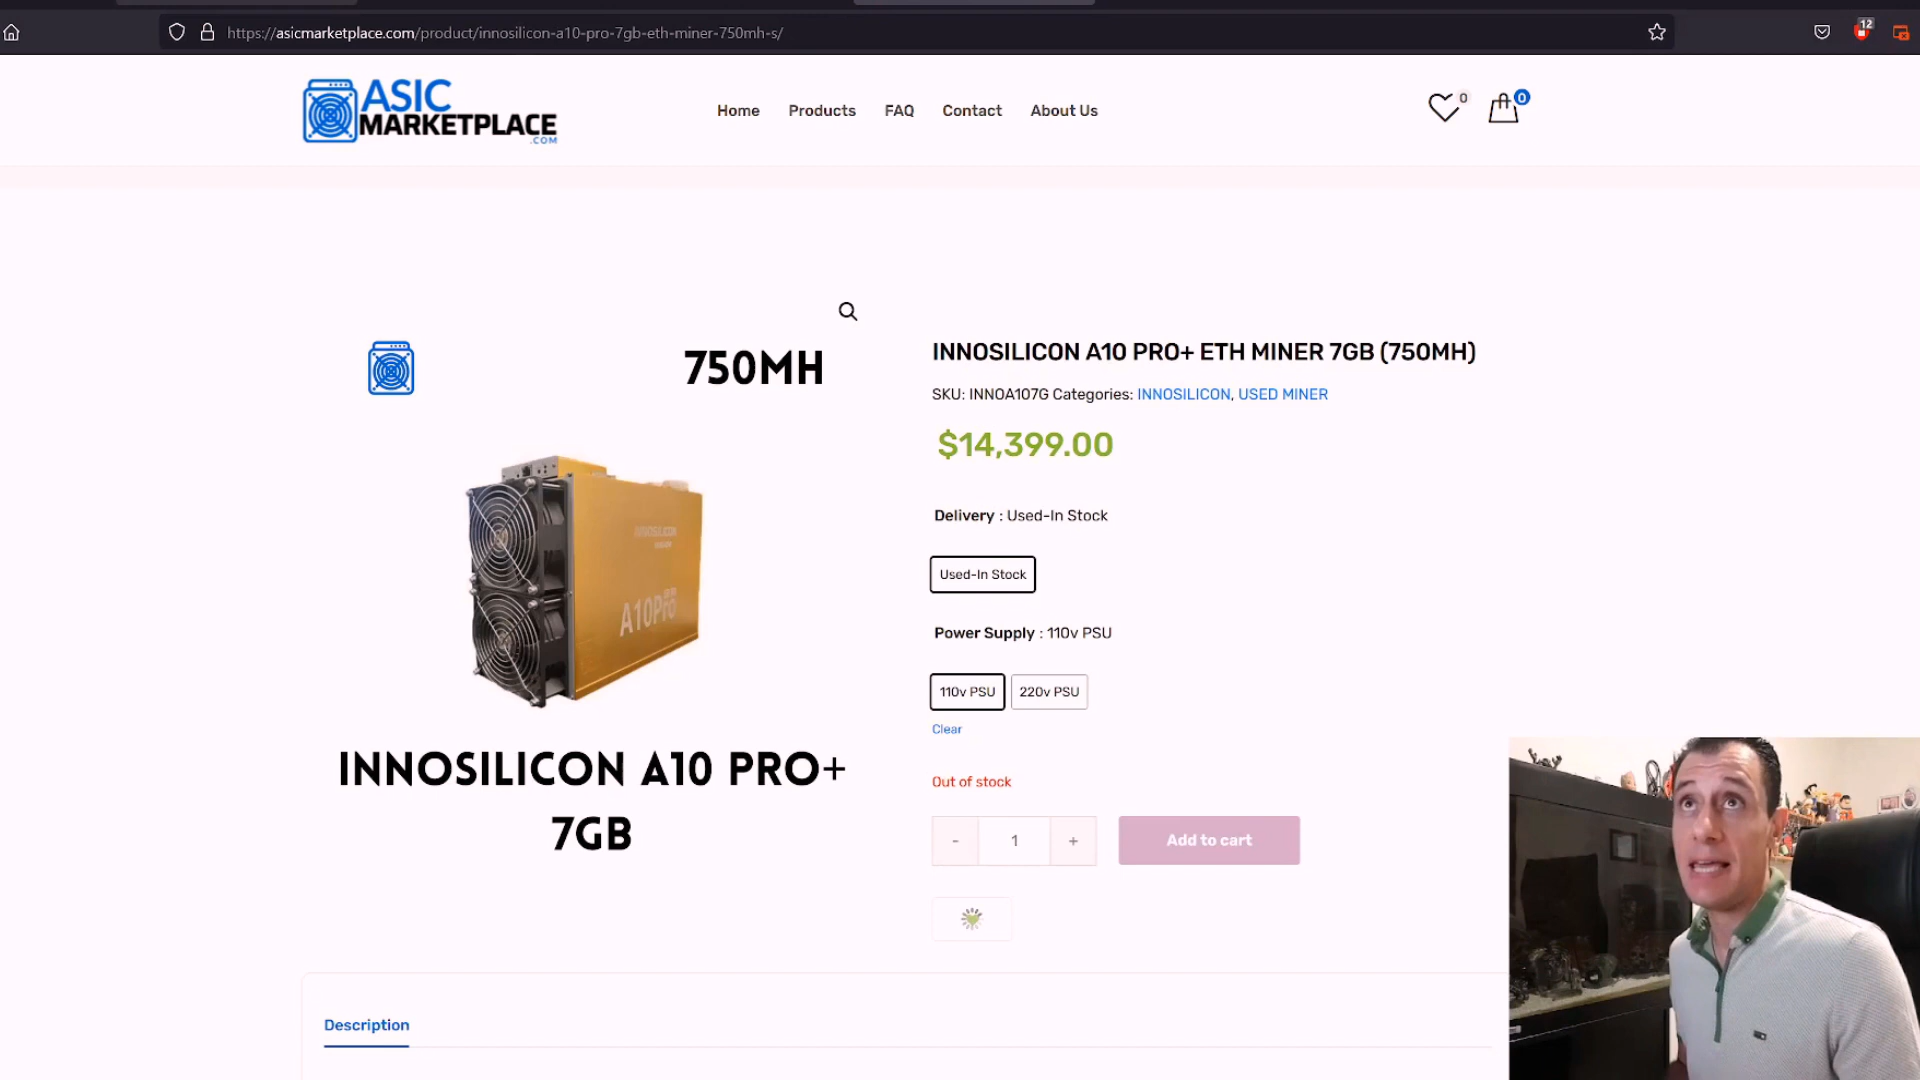 12
https://asicmarketplace.com/product/innosilicon-a10-pro-7gb-eth-miner-750mh-s/
ASIC
MARKETPLACE
.COM
Home
Products
FAQ
Contact
About Us
0
0
750MH
INNOSILICON
A10Pro
INNOSILICON A10 PRO+
7GB
INNOSILICON A10 PRO+ ETH MINER 7GB (750MH)
SKU: INNOA107G Categories: INNOSILICON, USED MINER
$14,399.00
Delivery : Used-In Stock
Used-In Stock
Power Supply : 110v PSU
110v PSU
220v PSU
Clear
Out of stock
-
1
+
Add to cart
Description